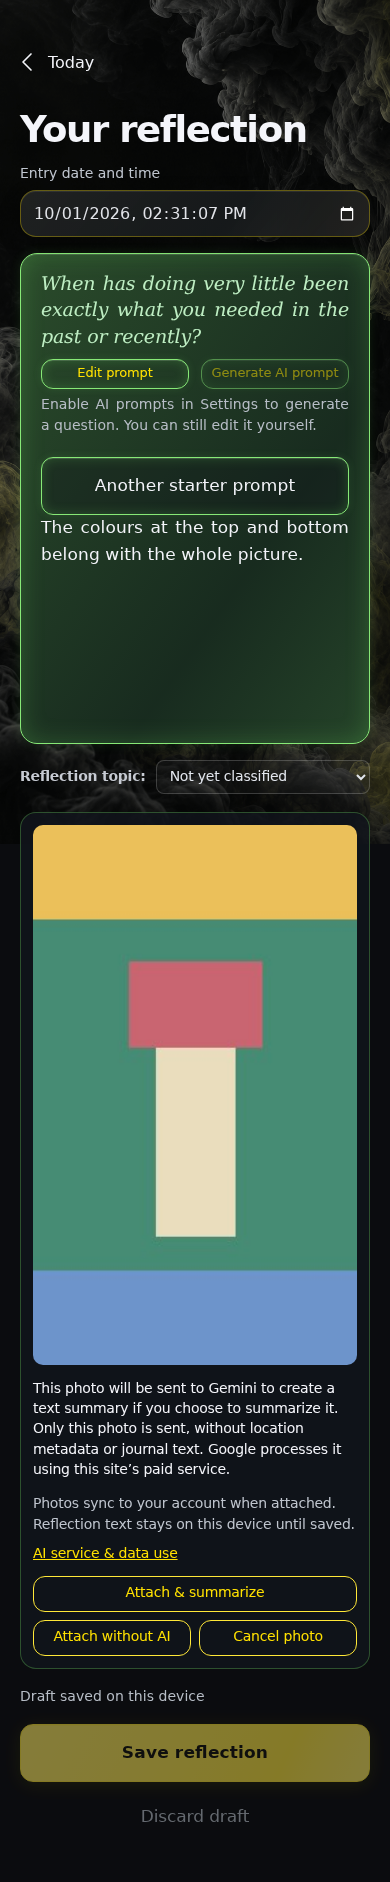 Today
Your reflection
Entry date and time
10/01/2026, 02:31:07 PM
When has doing very little been
exactly what you needed in the
past or recently?
Edit prompt
Generate AI prompt
Enable AI prompts in Settings to generate
a question. You can still edit it yourself.
Another starter prompt
The colours at the top and bottom
belong with the whole picture.
Reflection topic:
Not yet classified
This photo will be sent to Gemini to create a
text summary if you choose to summarize it.
Only this photo is sent, without location
metadata or journal text. Google processes it
using this site’s paid service.
Photos sync to your account when attached.
Reflection text stays on this device until saved.
AI service & data use
Attach & summarize
Attach without AI
Cancel photo
Draft saved on this device
Save reflection
Discard draft